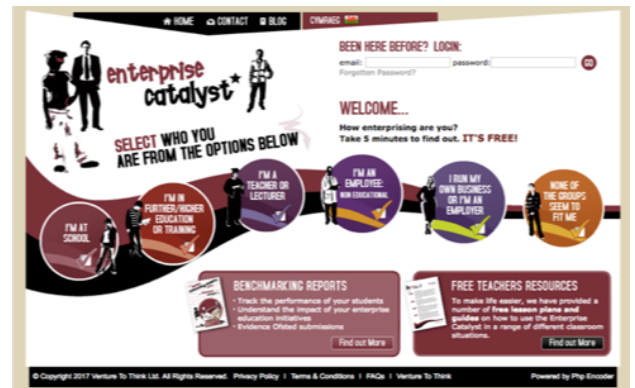 HOME CONTACT BLOG CYMRAEG
BEEN HERE BEFORE? LOGIN:
email: password: GO
Forgotten Password?
enterprise
catalyst*
WELCOME...
How enterprising are you?
Take 5 minutes to find out. IT'S FREE!
SELECT WHO YOU
ARE FROM THE OPTIONS BELOW
I'M AT
SCHOOL
I'M IN
FURTHER/HIGHER
EDUCATION
OR TRAINING
I'M A
TEACHER OR
LECTURER
I'M AN
EMPLOYEE:
NON EDUCATIONAL
I RUN MY
OWN BUSINESS
OR I'M AN
EMPLOYER
NONE
OF THE
GROUPS
SEEM TO
FIT ME
BENCHMARKING REPORTS
• Track the performance of your students
• Understand the impact of your enterprise
education initiatives
• Evidence Ofsted submissions
Find out More
FREE TEACHERS RESOURCES
To make life easier, we have provided a
number of free lesson plans and
guides on how to use the Enterprise
Catalyst in a range of different classroom
situations.
Find out More
© Copyright 2017 Venture To Think Ltd. All Rights Reserved. Privacy Policy I Terms & Conditions I FAQs I Venture To Think Powered by Php Encoder